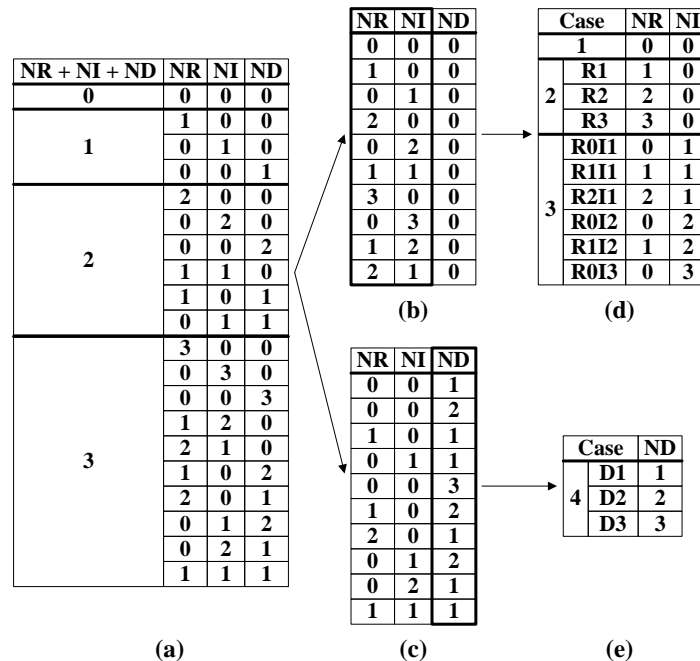 NR + NI + ND NR NI ND
0 0 0 0
1 1 0 0
0 1 0
0 0 1
2 2 0 0
0 2 0
0 0 2
1 1 0
1 0 1
0 1 1
3 3 0 0
0 3 0
0 0 3
1 2 0
2 1 0
1 0 2
2 0 1
0 1 2
0 2 1
1 1 1
(a)
NR NI ND
0 0 0
1 0 0
0 1 0
2 0 0
0 2 0
1 1 0
3 0 0
0 3 0
1 2 0
2 1 0
(b)
NR NI ND
0 0 1
0 0 2
1 0 1
0 1 1
0 0 3
1 0 2
2 0 1
0 1 2
0 2 1
1 1 1
(c)
Case NR NI
1 0 0
2 R1 1 0
R2 2 0
R3 3 0
3 R0I1 0 1
R1I1 1 1
R2I1 2 1
R0I2 0 2
R1I2 1 2
R0I3 0 3
(d)
Case ND
4 D1 1
D2 2
D3 3
(e)